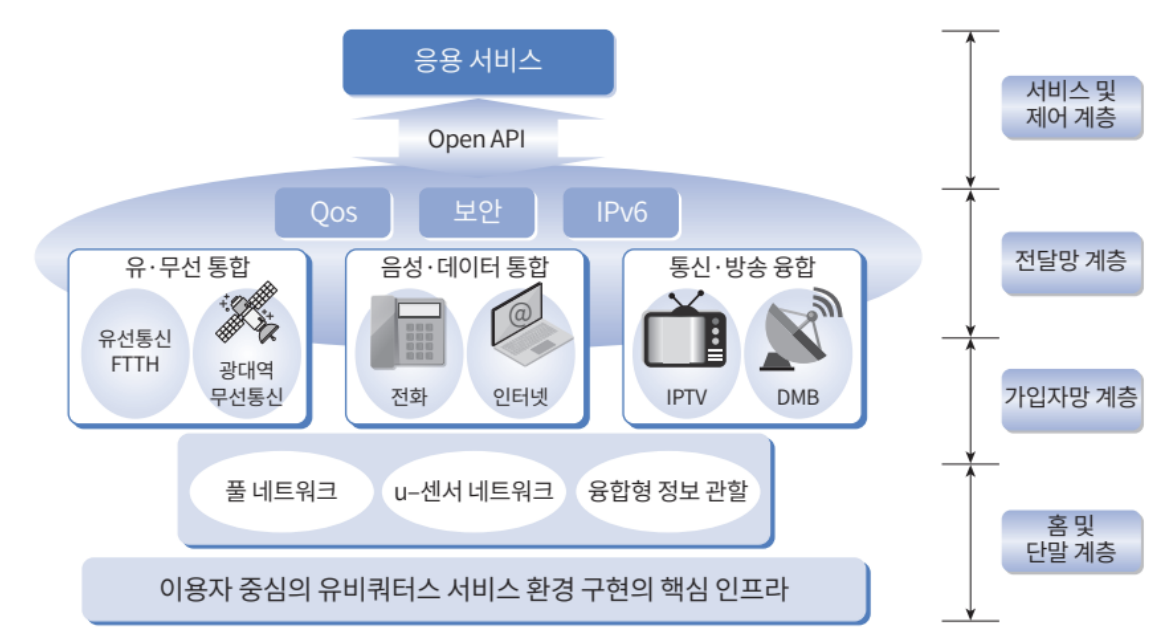 응용 서비스
Open API
서비스 및
제어 계층
Qos
보안
IPv6
전달망 계층
유·무선 통합
음성·데이터 통합
통신·방송 융합
유선통신
FTTH
광대역
무선통신
전화
@
인터넷
IPTV
DMB
가입자망 계층
풀 네트워크
u–센서 네트워크
융합형 정보 관할
홈 및
단말 계층
이용자 중심의 유비쿼터스 서비스 환경 구현의 핵심 인프라